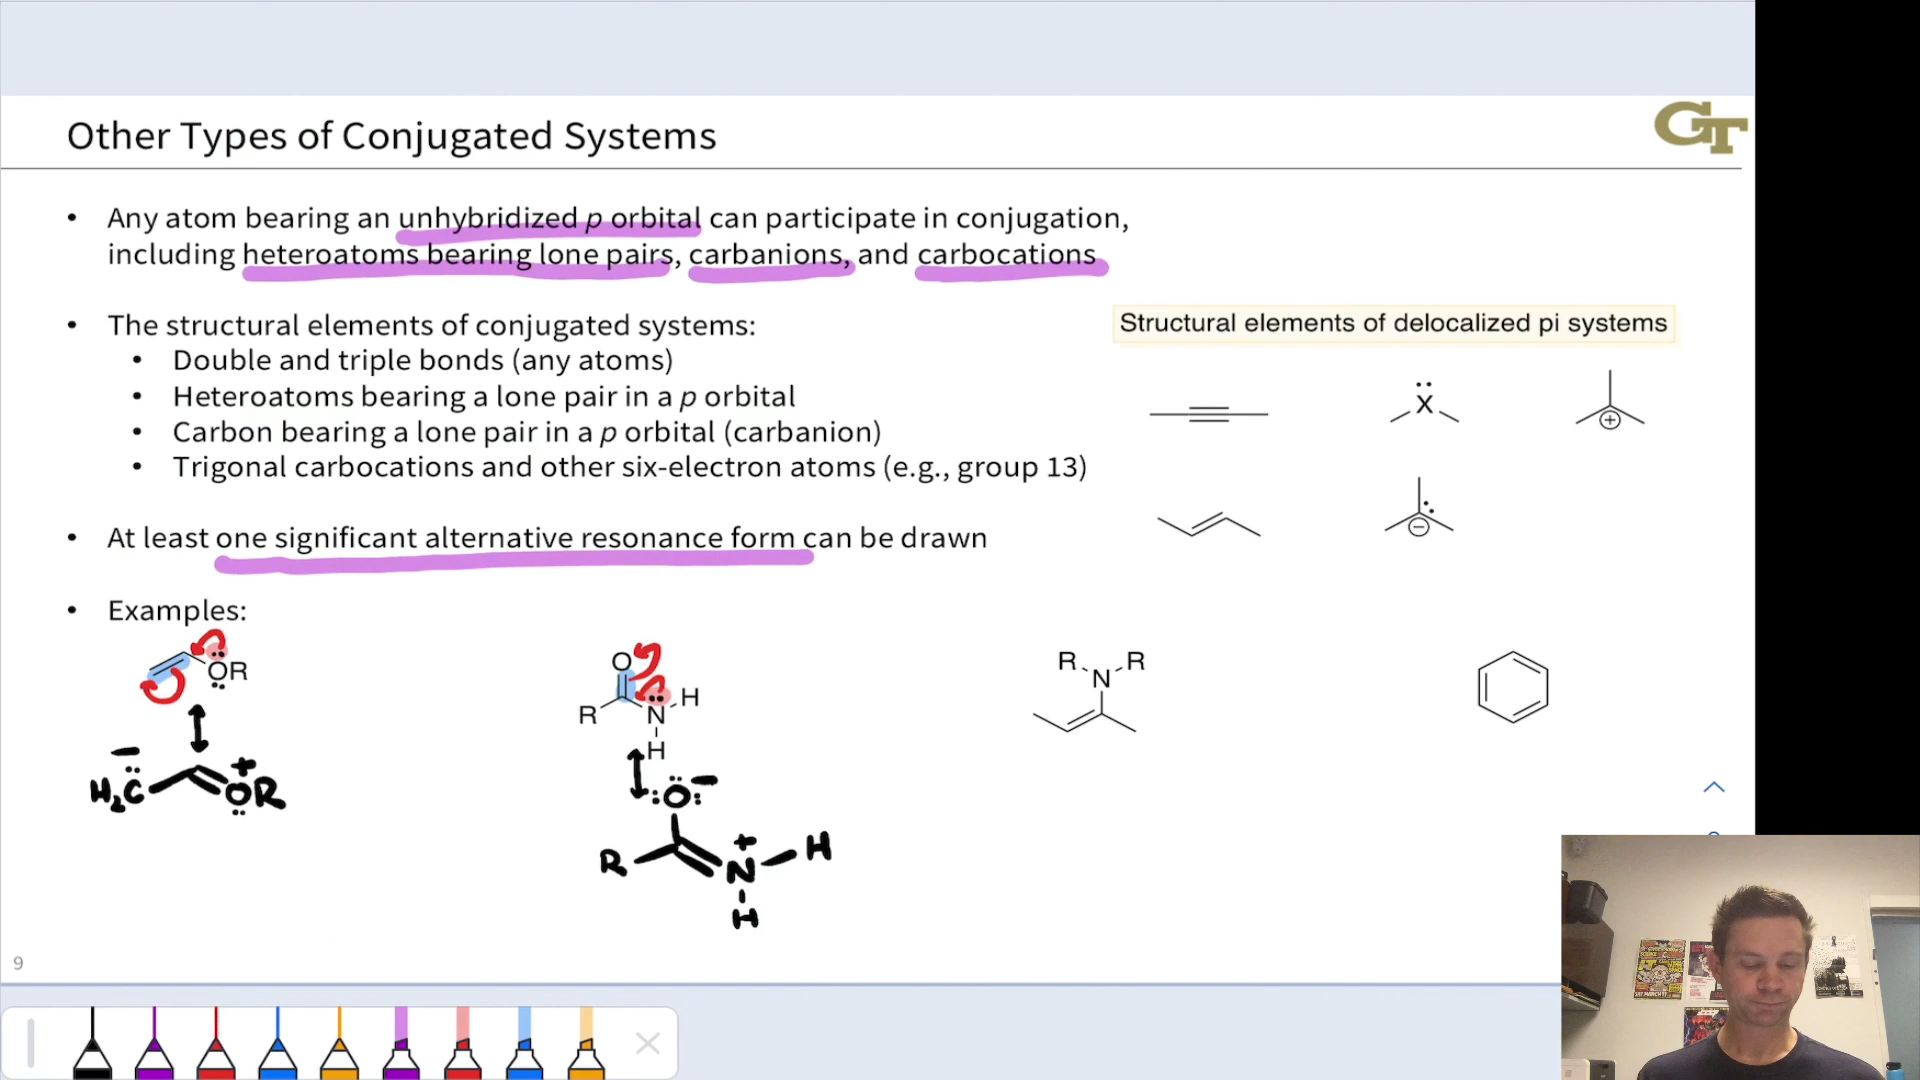 Other Types of Conjugated Systems
GT
• Any atom bearing an unhybridized p orbital can participate in conjugation,
including heteroatoms bearing lone pairs, carbanions, and carbocations
• The structural elements of conjugated systems:
• Double and triple bonds (any atoms)
• Heteroatoms bearing a lone pair in a p orbital
• Carbon bearing a lone pair in a p orbital (carbanion)
• Trigonal carbocations and other six-electron atoms (e.g., group 13)
Structural elements of delocalized pi systems
X
+
−
• At least one significant alternative resonance form can be drawn
• Examples:
OR
H₂C
−
+
OR
O
R
N
H
H
O
−
R
N
+
H
H
R
N
R
9